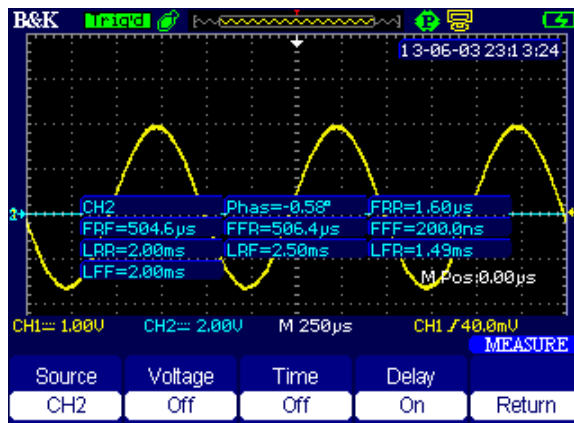 B&K Trig'd P
13-06-03 23:13:24
2
CH2 Phas=-0.58° FRR=1.60µs
FRF=504.6µs FFR=506.4µs FFF=200.0ns
LRR=2.00ms LRF=2.50ms LFR=1.49ms
LFF=2.00ms
M Pos:0.00µs
CH1 1.00V CH2 2.00V M 250µs CH1 40.0mV
MEASURE
Source Voltage Time Delay
CH2 Off Off On Return